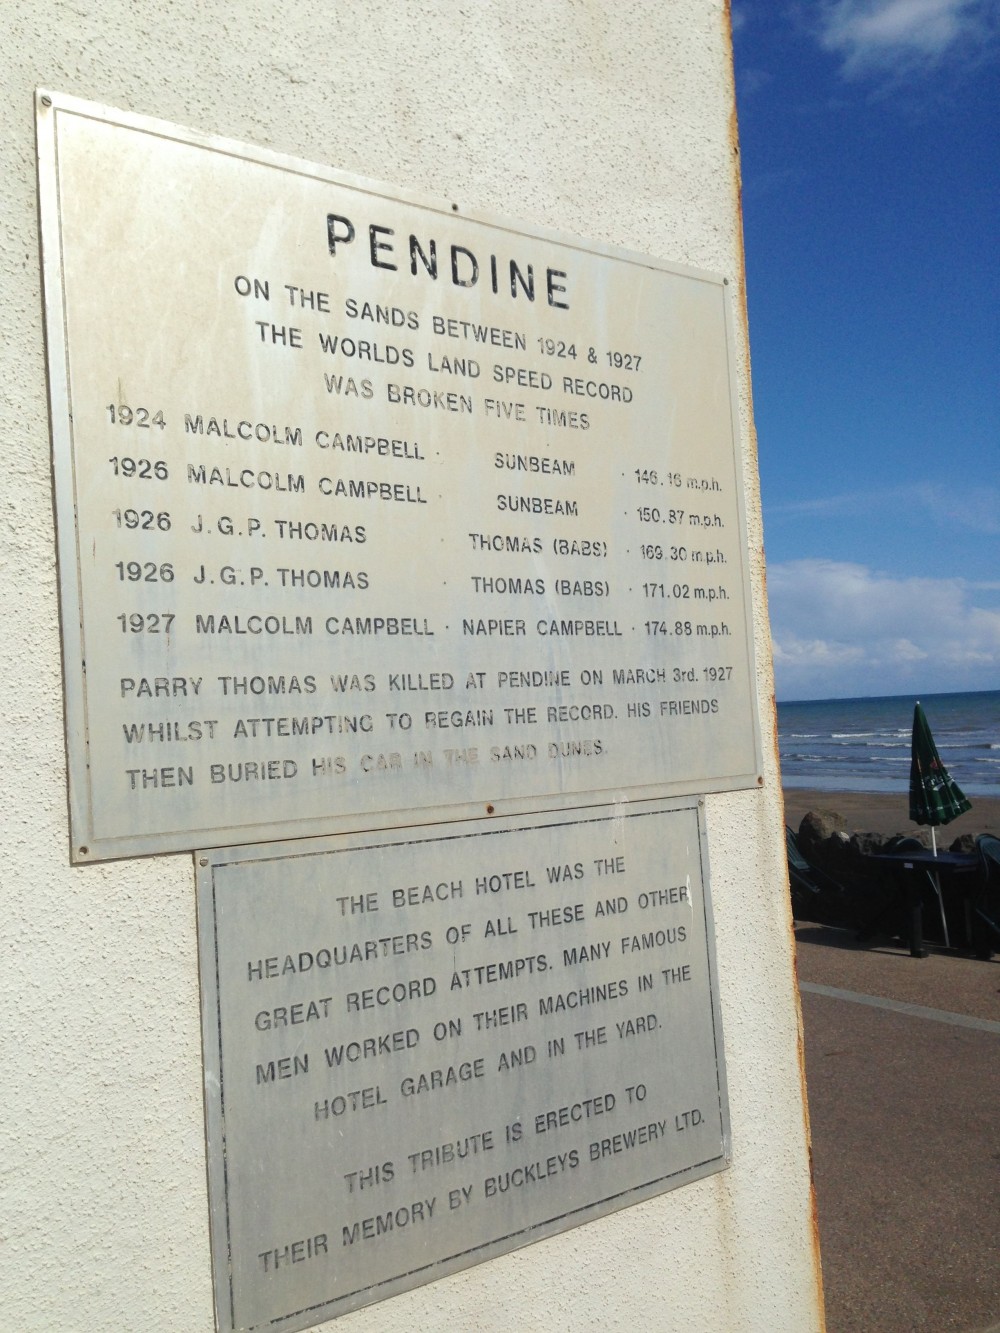 PENDINE
ON THE SANDS BETWEEN 1924 & 1927
THE WORLDS LAND SPEED RECORD
WAS BROKEN FIVE TIMES
1924 MALCOLM CAMPBELL · SUNBEAM · 146.16 m.p.h.
1926 MALCOLM CAMPBELL · SUNBEAM · 150.87 m.p.h.
1926 J.G.P. THOMAS · THOMAS (BABS) · 169.30 m.p.h.
1926 J.G.P. THOMAS · THOMAS (BABS) · 171.02 m.p.h.
1927 MALCOLM CAMPBELL · NAPIER CAMPBELL · 174.88 m.p.h.
PARRY THOMAS WAS KILLED AT PENDINE ON MARCH 3rd. 1927
WHILST ATTEMPTING TO REGAIN THE RECORD. HIS FRIENDS
THEN BURIED HIS CAR IN THE SAND DUNES.
THE BEACH HOTEL WAS THE
HEADQUARTERS OF ALL THESE AND OTHER
GREAT RECORD ATTEMPTS. MANY FAMOUS
MEN WORKED ON THEIR MACHINES IN THE
HOTEL GARAGE AND IN THE YARD.
THIS TRIBUTE IS ERECTED TO
THEIR MEMORY BY BUCKLEYS BREWERY LTD.